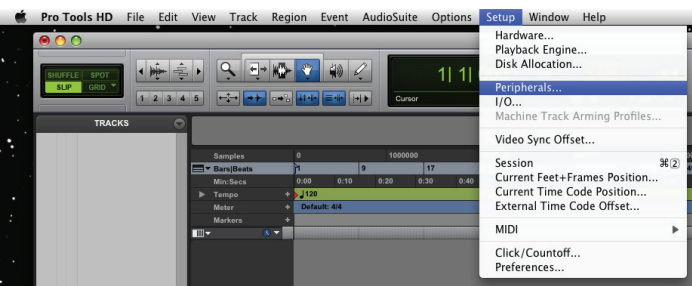 Pro Tools HD File Edit View Track Region Event AudioSuite Options Setup Window Help
Hardware...
Playback Engine...
Disk Allocation...
Peripherals...
I/O...
Machine Track Arming Profiles...
Video Sync Offset...
Session ⌘2
Current Feet+Frames Position...
Current Time Code Position...
External Time Code Offset...
MIDI
Click/Countoff...
Preferences...
SHUFFLE SPOT
SLIP GRID
1 2 3 4 5
1| 1|
Cursor
TRACKS
Samples 0 1000000
Bars|Beats 1 9 17
Min:Secs 0:00 0:10 0:20 0:30 0:40
Tempo 120
Meter Default: 4/4
Markers